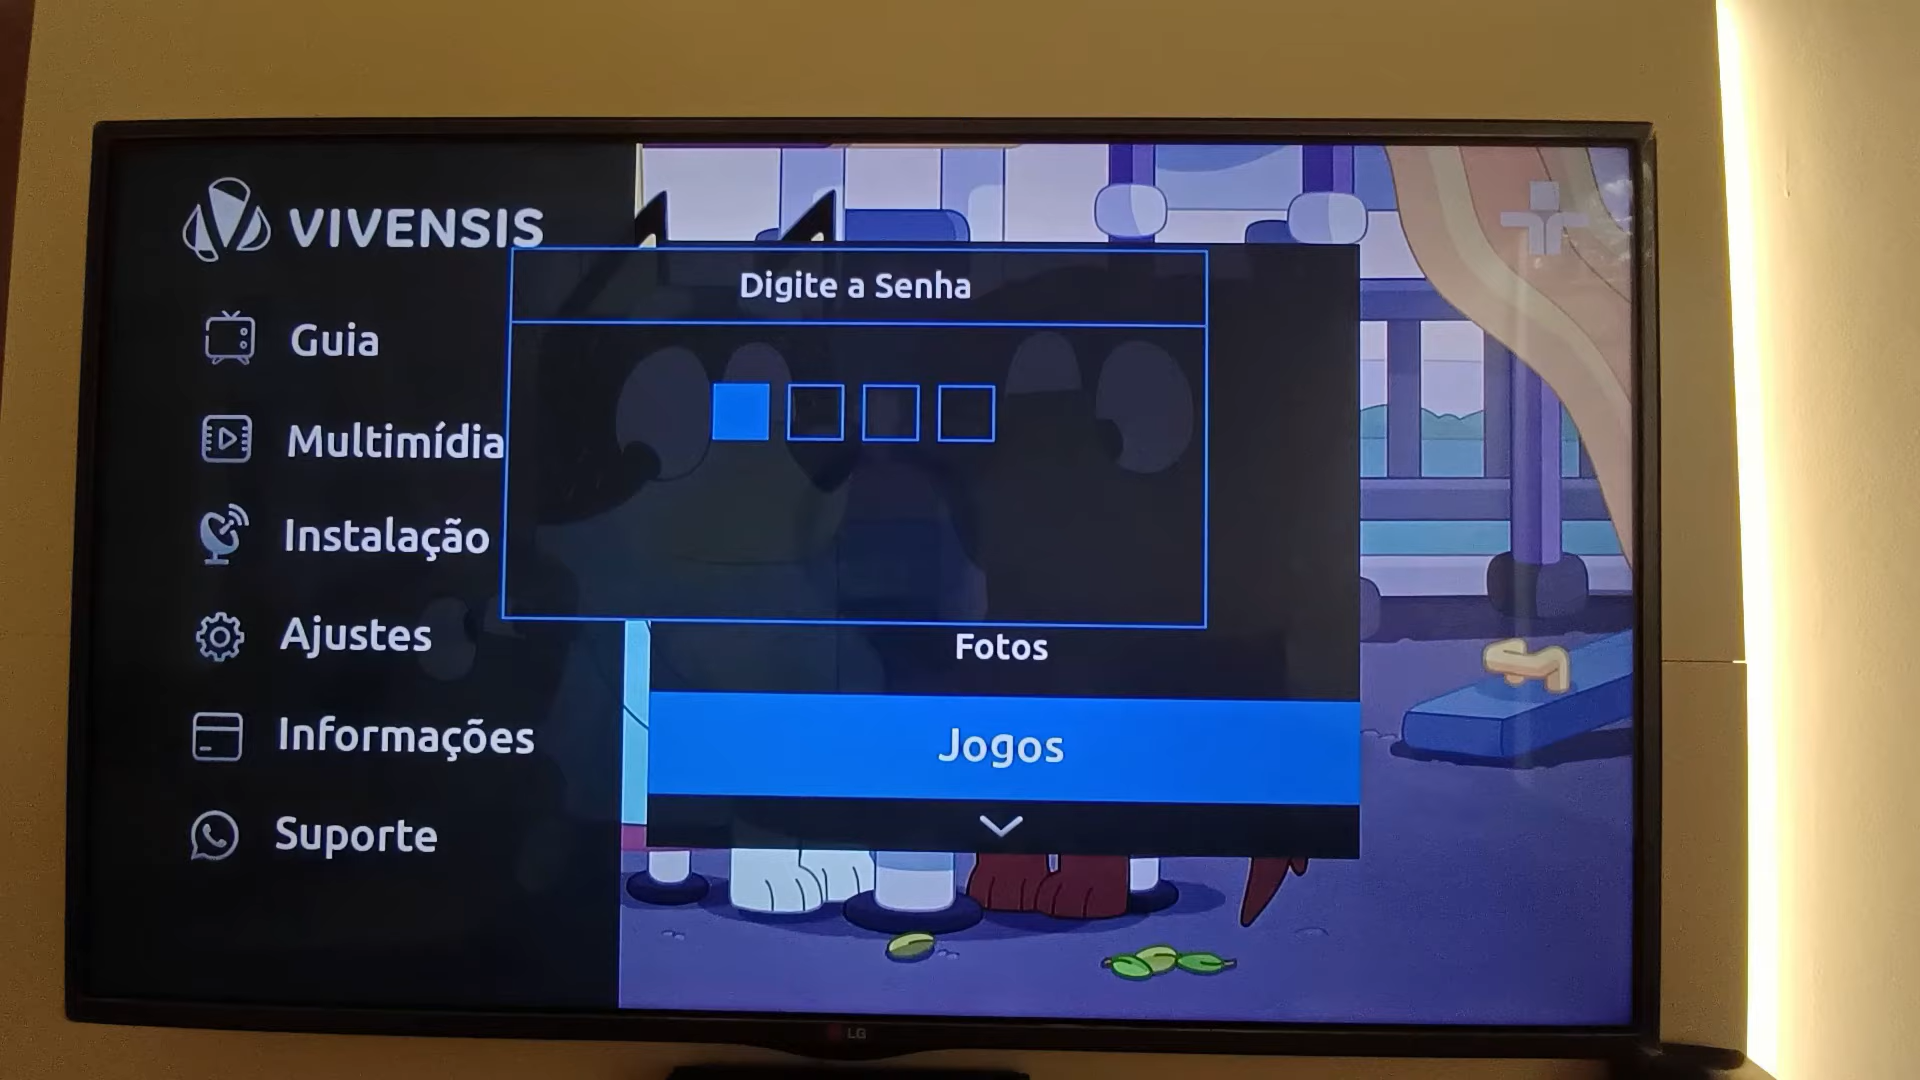 VIVENSIS
Guia
Multimídia
Instalação
Ajustes
Informações
Suporte
Digite a Senha
Fotos
Jogos
LG